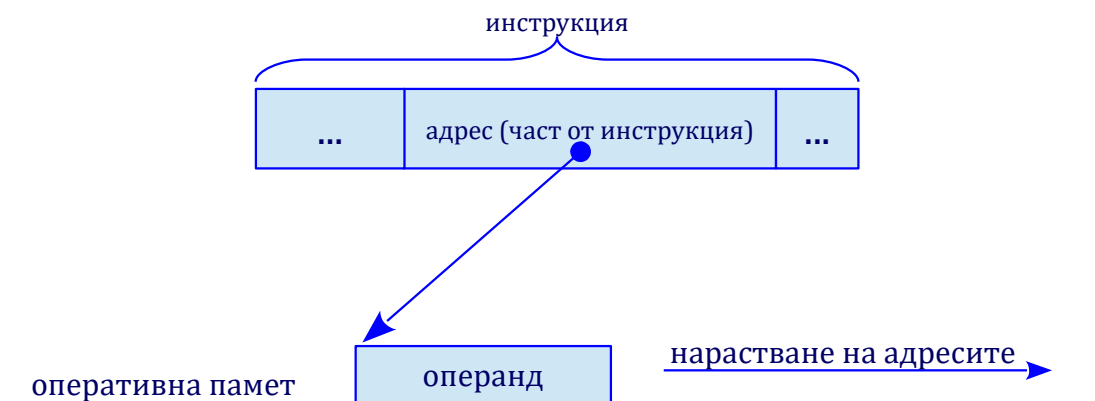 инструкция
... адрес (част от инструкция) ...
нарастване на адресите
оперативна памет операнд